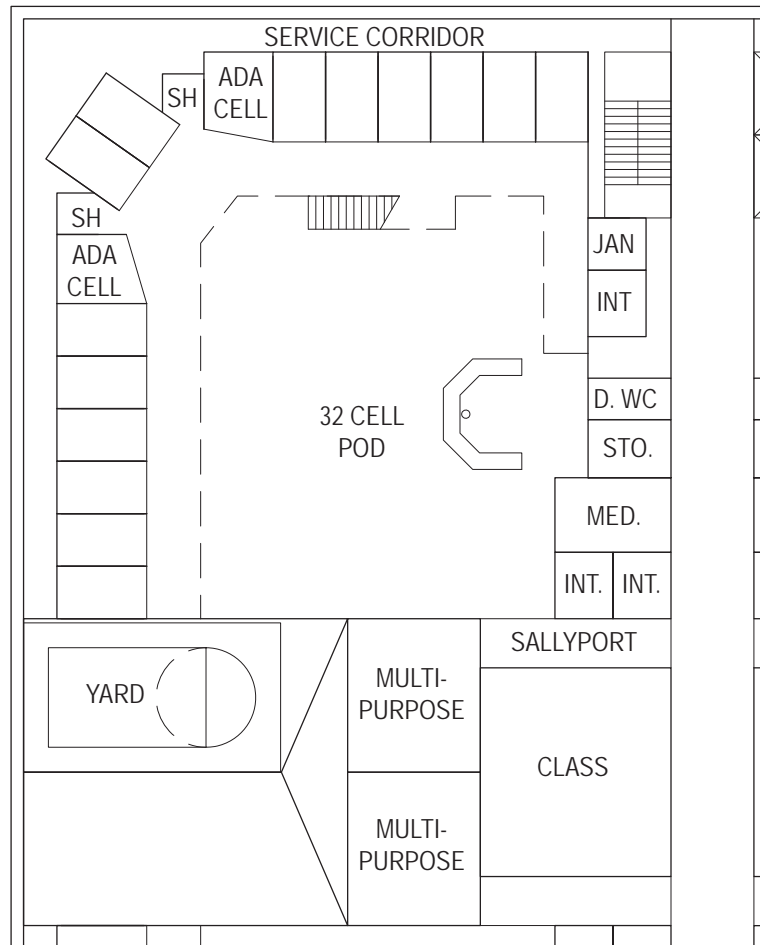 SERVICE CORRIDOR
ADA
CELL
SH
SH
ADA
CELL
JAN
INT
32 CELL
POD
D. WC
STO.
MED.
INT.
INT.
SALLYPORT
YARD
MULTI-
PURPOSE
CLASS
MULTI-
PURPOSE